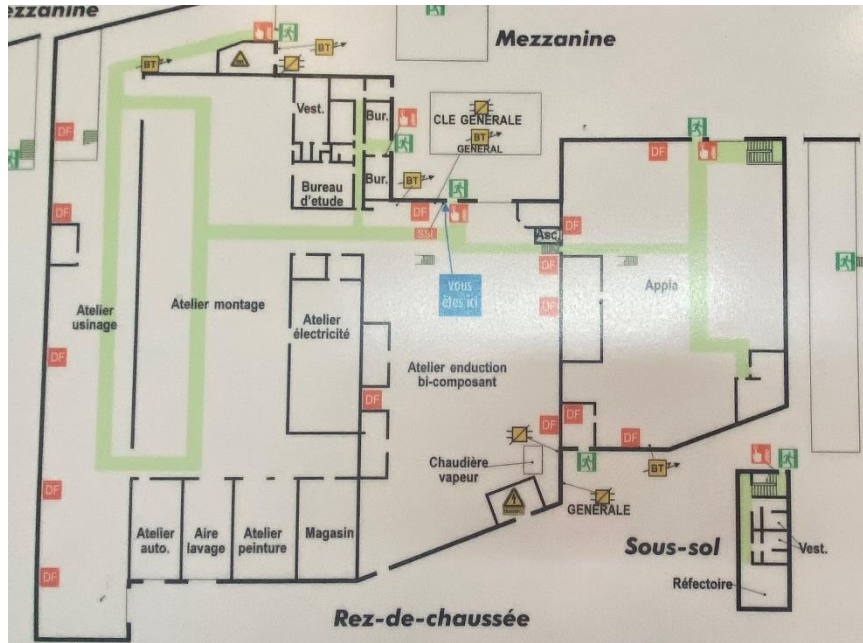 ezzanine
Mezzanine
BT
BT
DF
Vest.
Bur.
CLE GENERALE
BT
GENERAL
DF
Bureau
d'etude
Bur.
BT
DF
DF
SSI
DF
Asc.
DF
vous
êtes ici
DF
Appia
Atelier
usinage
Atelier montage
Atelier
électricité
DF
Atelier enduction
bi-composant
DF
DF
DF
DF
Chaudière
vapeur
BT
DF
GENERALE
Atelier
auto.
Aire
lavage
Atelier
peinture
Magasin
Sous-sol
Vest.
DF
Réfectoire
Rez-de-chaussée